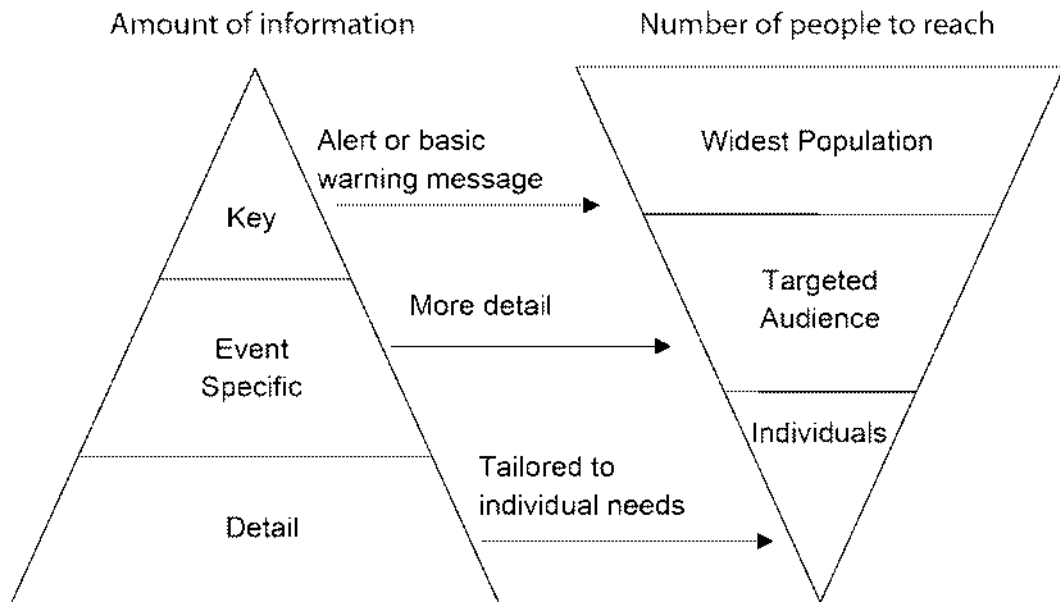 Amount of information
Number of people to reach
Alert or basic
warning message
Widest Population
Key
More detail
Targeted
Audience
Event
Specific
Individuals
Tailored to
individual needs
Detail